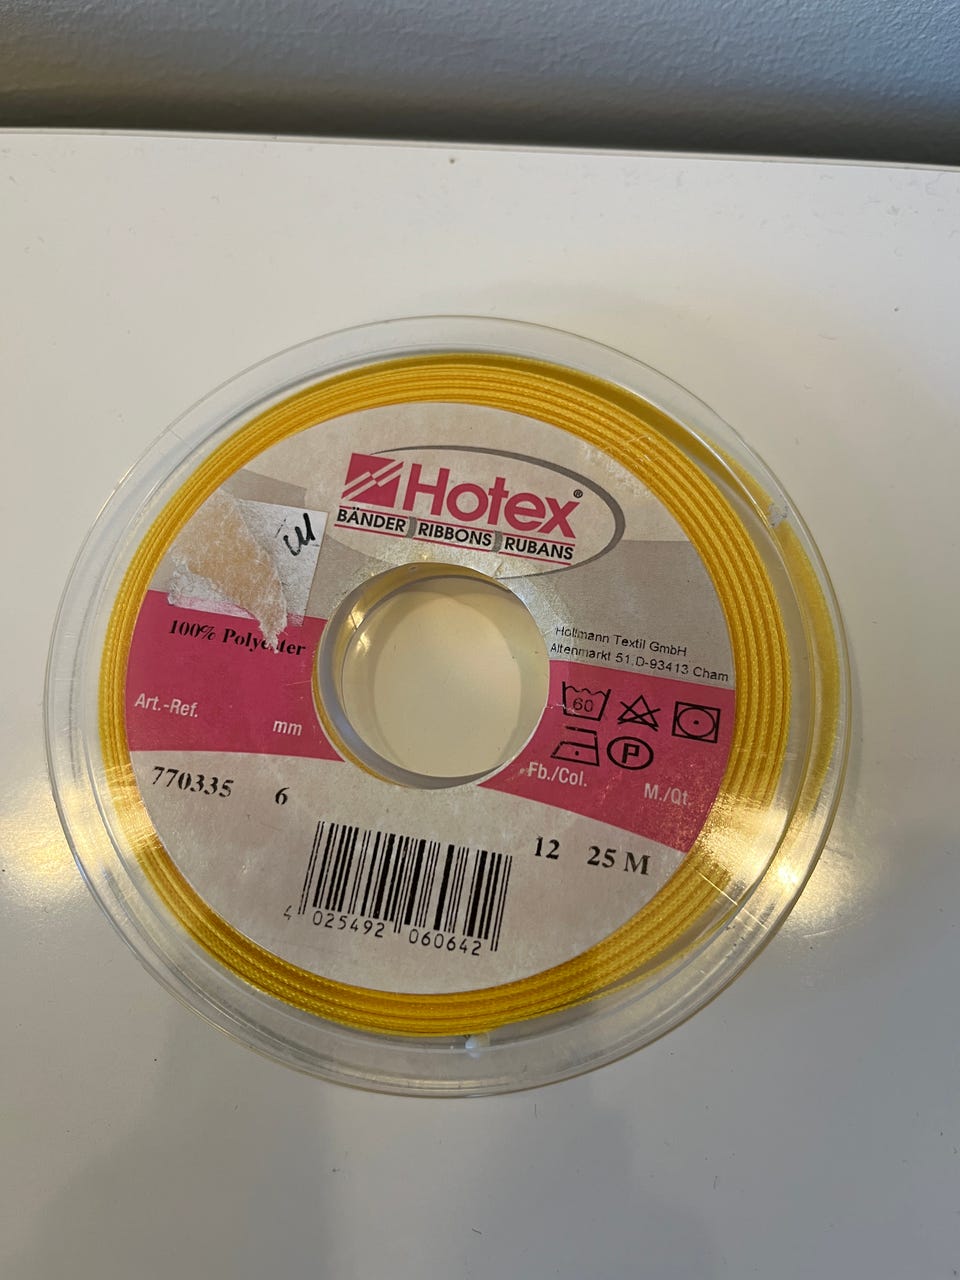 Hotex®
BÄNDER RIBBONS RUBANS
100% Polyester
Holtmann Textil GmbH
Altenmarkt 51,D-93413 Cham
60
P
Art.-Ref. mm Fb./Col. M./Qt.
770335 6 12 25 M
4 025492 060642